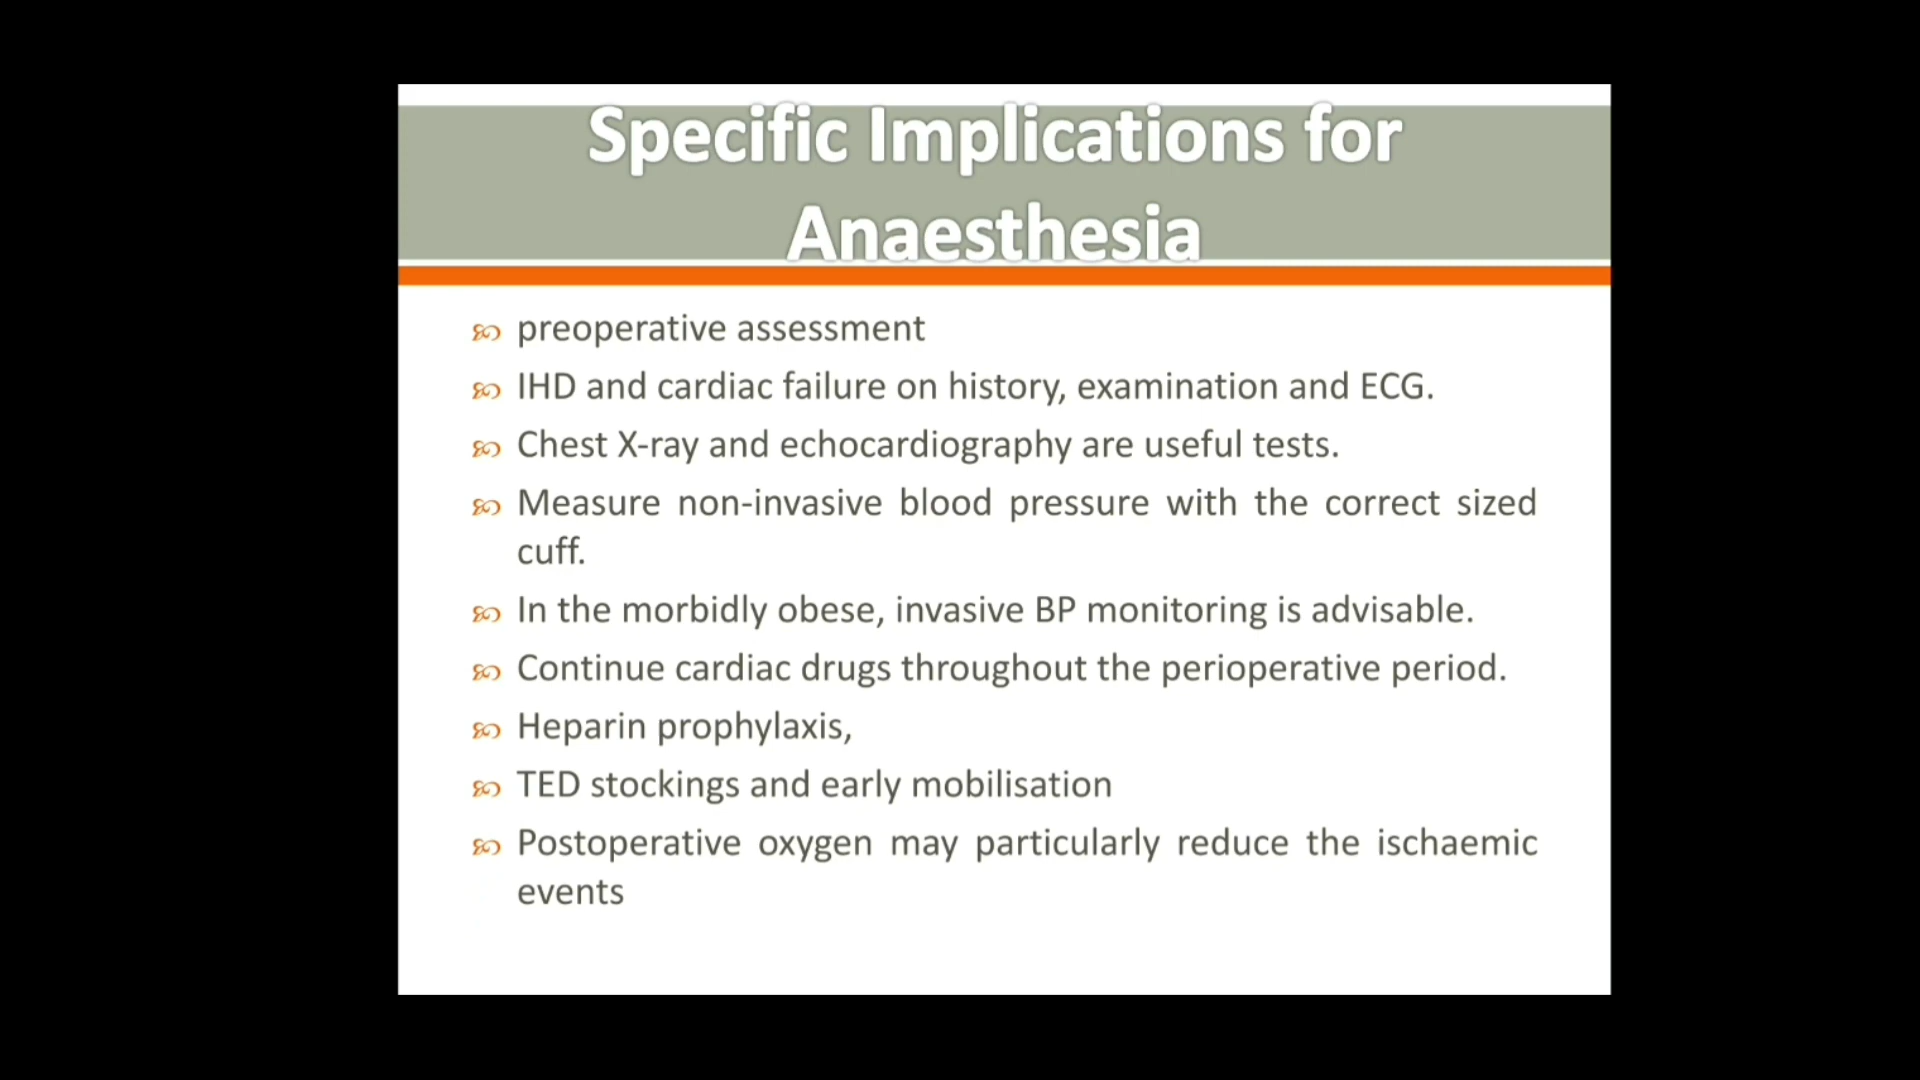 Specific Implications for
Anaesthesia
preoperative assessment
IHD and cardiac failure on history, examination and ECG.
Chest X-ray and echocardiography are useful tests.
Measure non-invasive blood pressure with the correct sized
cuff.
In the morbidly obese, invasive BP monitoring is advisable.
Continue cardiac drugs throughout the perioperative period.
Heparin prophylaxis,
TED stockings and early mobilisation
Postoperative oxygen may particularly reduce the ischaemic
events